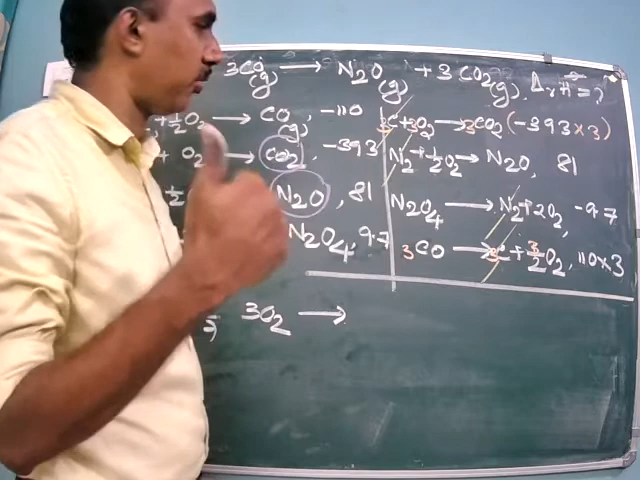 3CO(g) ⟶ N₂O(g) + 3CO₂(g), ΔrH = ?
+ ½O₂ ⟶ CO(g), -110
+ O₂ ⟶ CO₂, -393
½ N₂O, 81
N₂O₄, 9.7
3C + 3O₂ ⟶ 3CO₂ (-393×3)
N₂ + ½O₂ ⟶ N₂O, 81
N₂O₄ ⟶ N₂ + 2O₂, -9.7
3CO ⟶ 3C + 3/2 O₂, 110×3
3O₂ ⟶